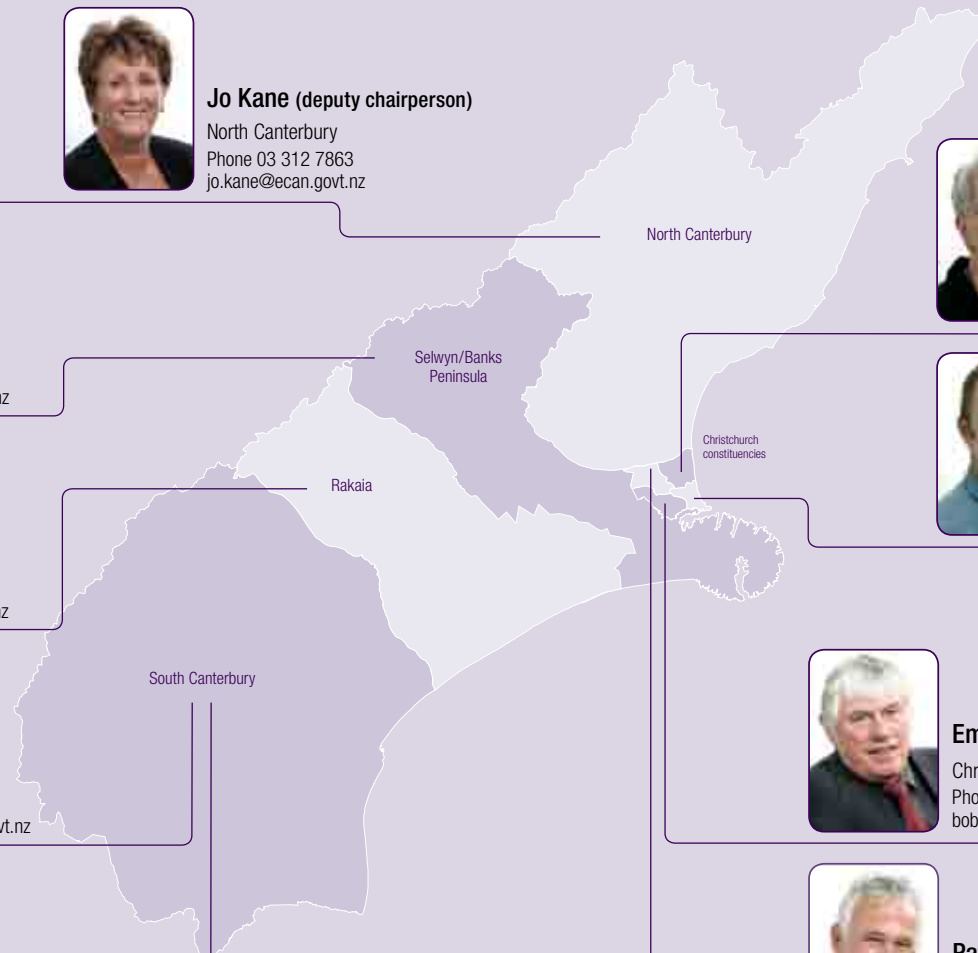 Jo Kane (deputy chairperson)
North Canterbury
Phone 03 312 7863
jo.kane@ecan.govt.nz
North Canterbury
Selwyn/Banks
Peninsula
Christchurch
constituencies
Rakaia
South Canterbury